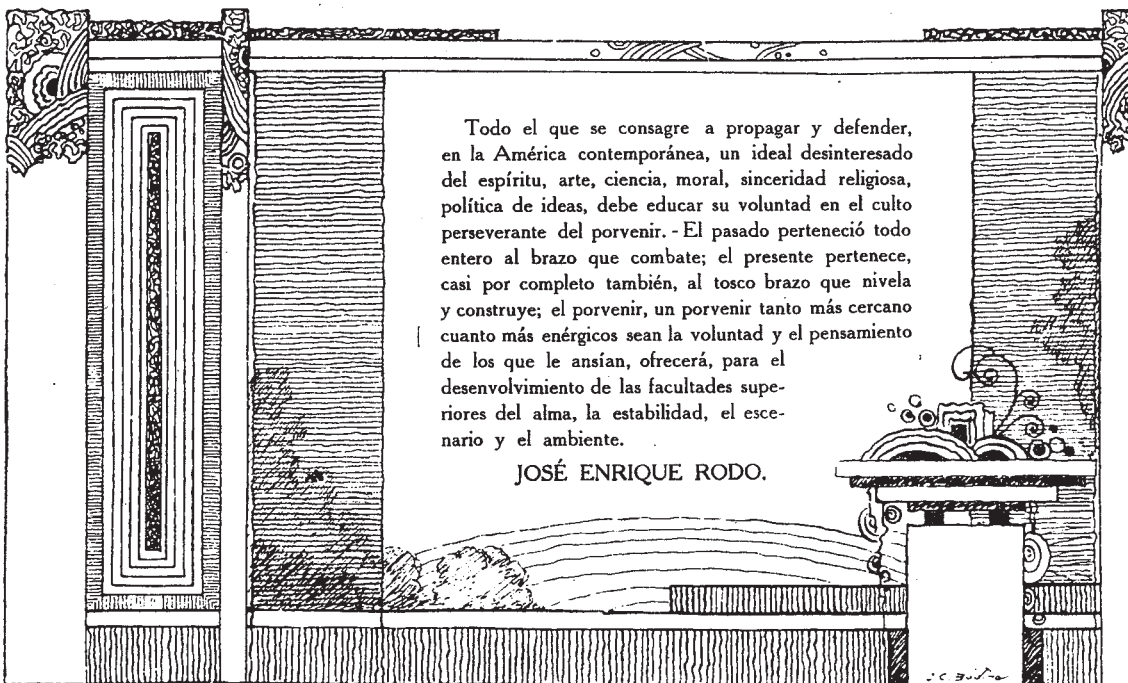 Todo el que se consagre a propagar y defender,
en la América contemporánea, un ideal desinteresado
del espíritu, arte, ciencia, moral, sinceridad religiosa,
política de ideas, debe educar su voluntad en el culto
perseverante del porvenir. - El pasado perteneció todo
entero al brazo que combate; el presente pertenece,
casi por completo también, al tosco brazo que nivela
y construye; el porvenir, un porvenir tanto más cercano
cuanto más enérgicos sean la voluntad y el pensamiento
de los que le ansían, ofrecerá, para el
desenvolvimiento de las facultades supe-
riores del alma, la estabilidad, el esce-
nario y el ambiente.
JOSÉ ENRIQUE RODO.